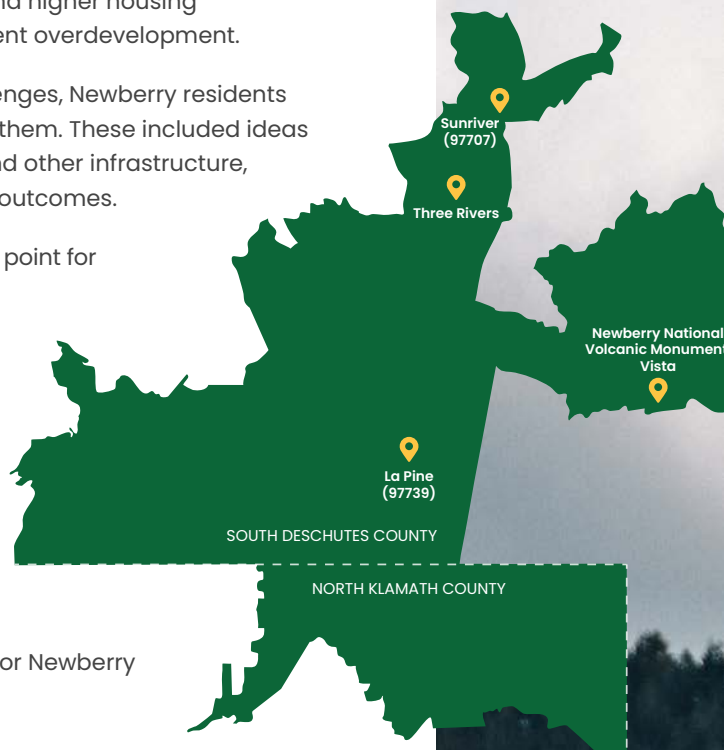 nd higher housing
ent overdevelopment.
enges, Newberry residents
them. These included ideas
nd other infrastructure,
outcomes.
point for
or Newberry
Sunriver
(97707)
Three Rivers
Newberry National
Volcanic Monument
Vista
La Pine
(97739)
SOUTH DESCHUTES COUNTY
NORTH KLAMATH COUNTY